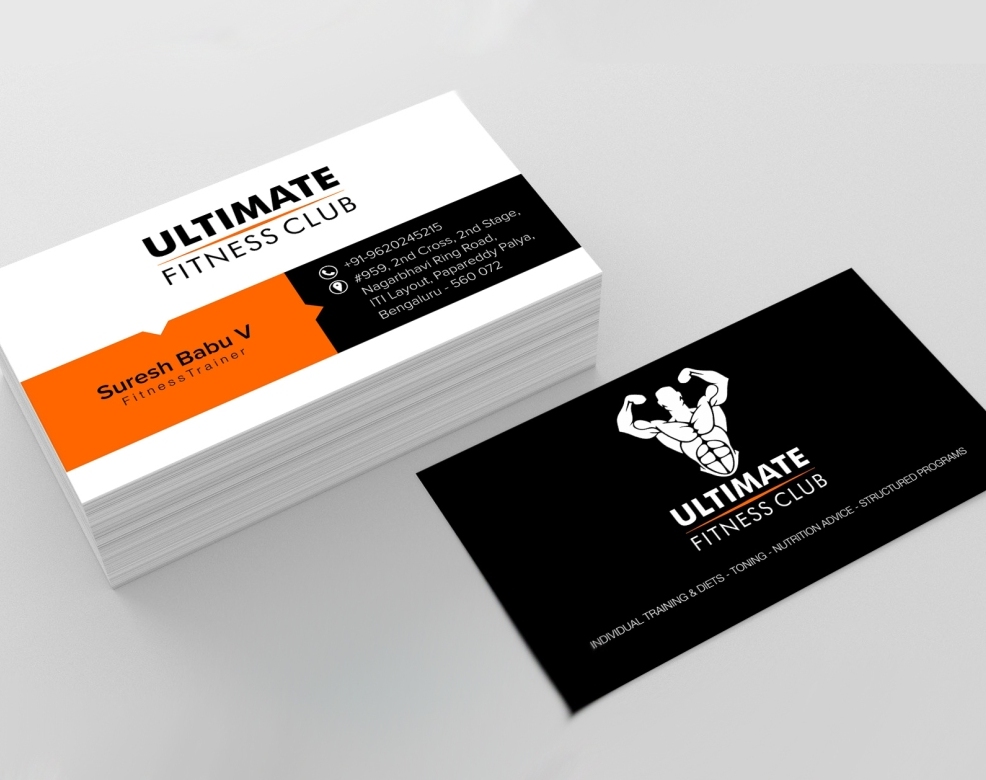 ULTIMATE
FITNESS CLUB
+91-9620245215
#959, 2nd Cross, 2nd Stage,
Nagarbhavi Ring Road,
ITI Layout, Papareddy Palya,
Bengaluru - 560 072
Suresh Babu V
FitnessTrainer
ULTIMATE
FITNESS CLUB
INDIVIDUAL TRAINING & DIETS - TONING - NUTRITION ADVICE - STRUCTURED PROGRAMS